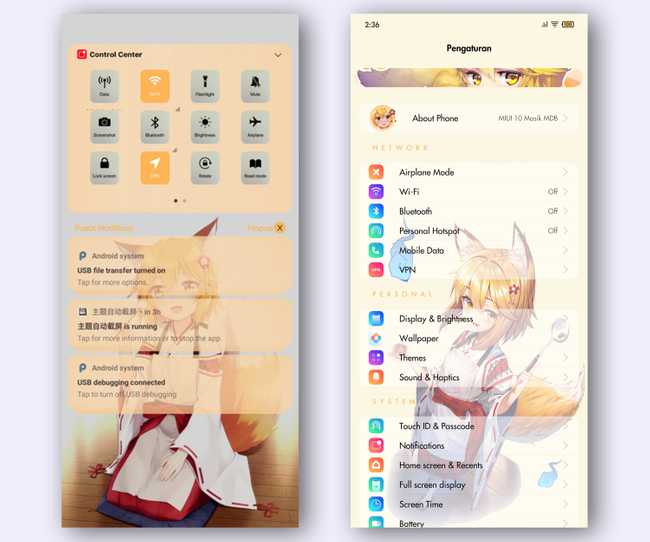 Control Center
Data
Wi-Fi
Flashlight
Mute
Screenshot
Bluetooth
Brightness
Airplane
Lock screen
GPS
Rotate
Read mode
Pusat Notifikasi
Hapus X
Android system
USB file transfer turned on
Tap for more options.
主題自动截屏 • in 3h
主題自动截屏 is running
Tap for more information or to stop the app.
Android system
USB debugging connected
Tap to turn off USB debugging
2:36
100
Pengaturan
About Phone
MIUI 10 Masik MDB
NETWORK
Airplane Mode
Wi-Fi Off
Bluetooth Off
Personal Hotspot Off
Mobile Data
VPN VPN
PERSONAL
Display & Brightness
Wallpaper
Themes
Sound & Haptics
SYSTEM
Touch ID & Passcode
Notifications
Home screen & Recents
Full screen display
Screen Time
Battery